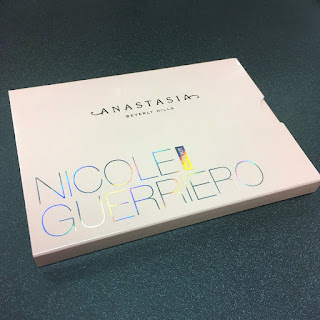 ANASTASIA
BEVERLY HILLS
NICOLE
GUERRIERO